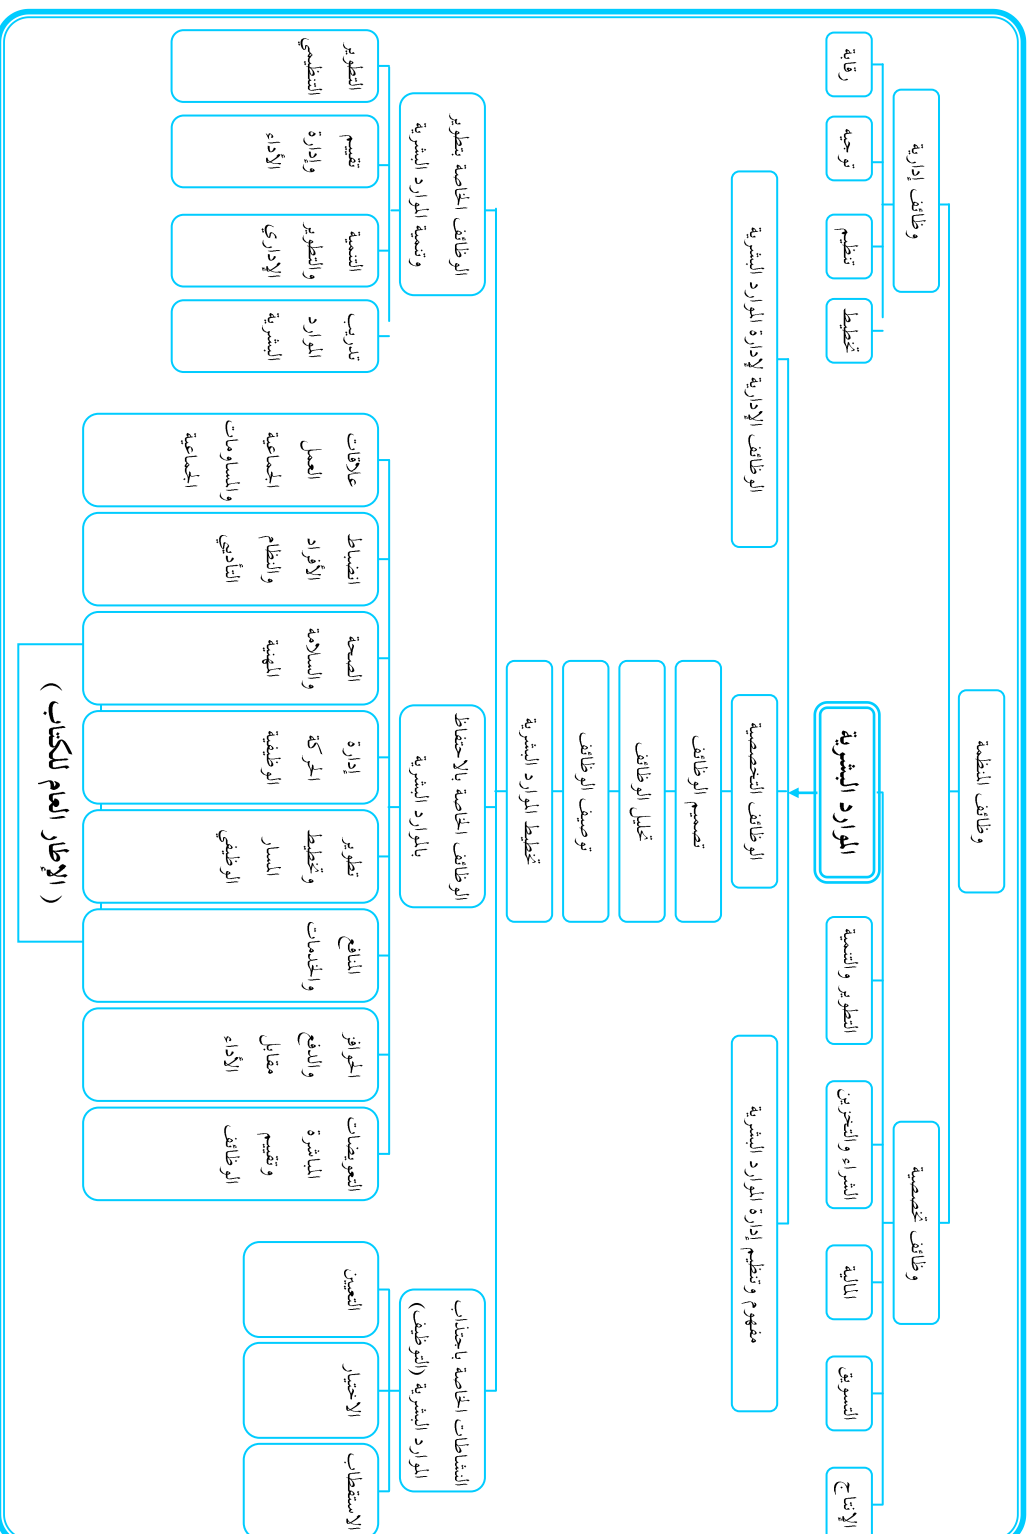 وظائف المنظمة
وظائف تخصصية
وظائف إدارية
الإنتاج
التسويق
المالية
الشراء والتخزين
التطوير والتنمية
الموارد البشرية
تخطيط
تنظيم
توجيه
رقابة
مفهوم وتنظيم إدارة الموارد البشرية
الوظائف التخصصية
الوظائف الإدارية لإدارة الموارد البشرية
تصميم الوظائف
تحليل الوظائف
توصيف الوظائف
تخطيط الموارد البشرية
النشاطات الخاصة باجتذاب
الموارد البشرية (التوظيف)
الوظائف الخاصة بالاحتفاظ
بالموارد البشرية
الوظائف الخاصة بتطوير
وتنمية الموارد البشرية
الاستقطاب
الاختيار
التعيين
التعويضات
المباشرة
وتقييم
الوظائف
الحوافز
والدفع
مقابل
الأداء
المنافع
والخدمات
تطوير
وتخطيط
المسار
الوظيفي
إدارة
الحركة
الوظيفية
الصحة
والسلامة
المهنية
انضباط
الأفراد
والنظام
التأديبي
علاقات
العمل
الجماعية
والمساومات
الجماعية
تدريب
الموارد
البشرية
التنمية
والتطوير
الإداري
تقييم
وإدارة
الأداء
التطوير
التنظيمي
( الإطار العام للكتاب )